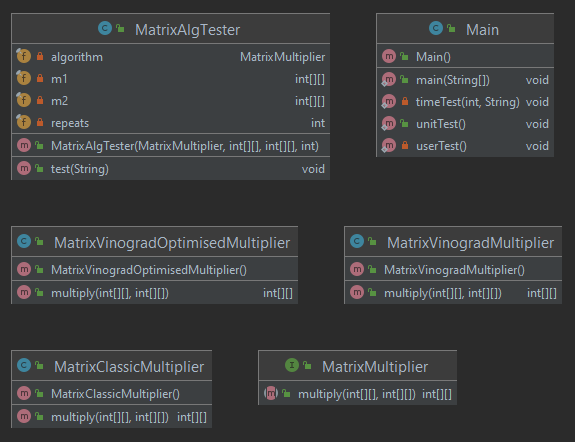 MatrixAlgTester
algorithm MatrixMultiplier
m1 int[][]
m2 int[][]
repeats int
MatrixAlgTester(MatrixMultiplier, int[][], int[][], int)
test(String) void
Main
Main()
main(String[]) void
timeTest(int, String) void
unitTest() void
userTest() void
MatrixVinogradOptimisedMultiplier
MatrixVinogradOptimisedMultiplier()
multiply(int[][], int[][]) int[][]
MatrixVinogradMultiplier
MatrixVinogradMultiplier()
multiply(int[][], int[][]) int[][]
MatrixClassicMultiplier
MatrixClassicMultiplier()
multiply(int[][], int[][]) int[][]
MatrixMultiplier
multiply(int[][], int[][]) int[][]